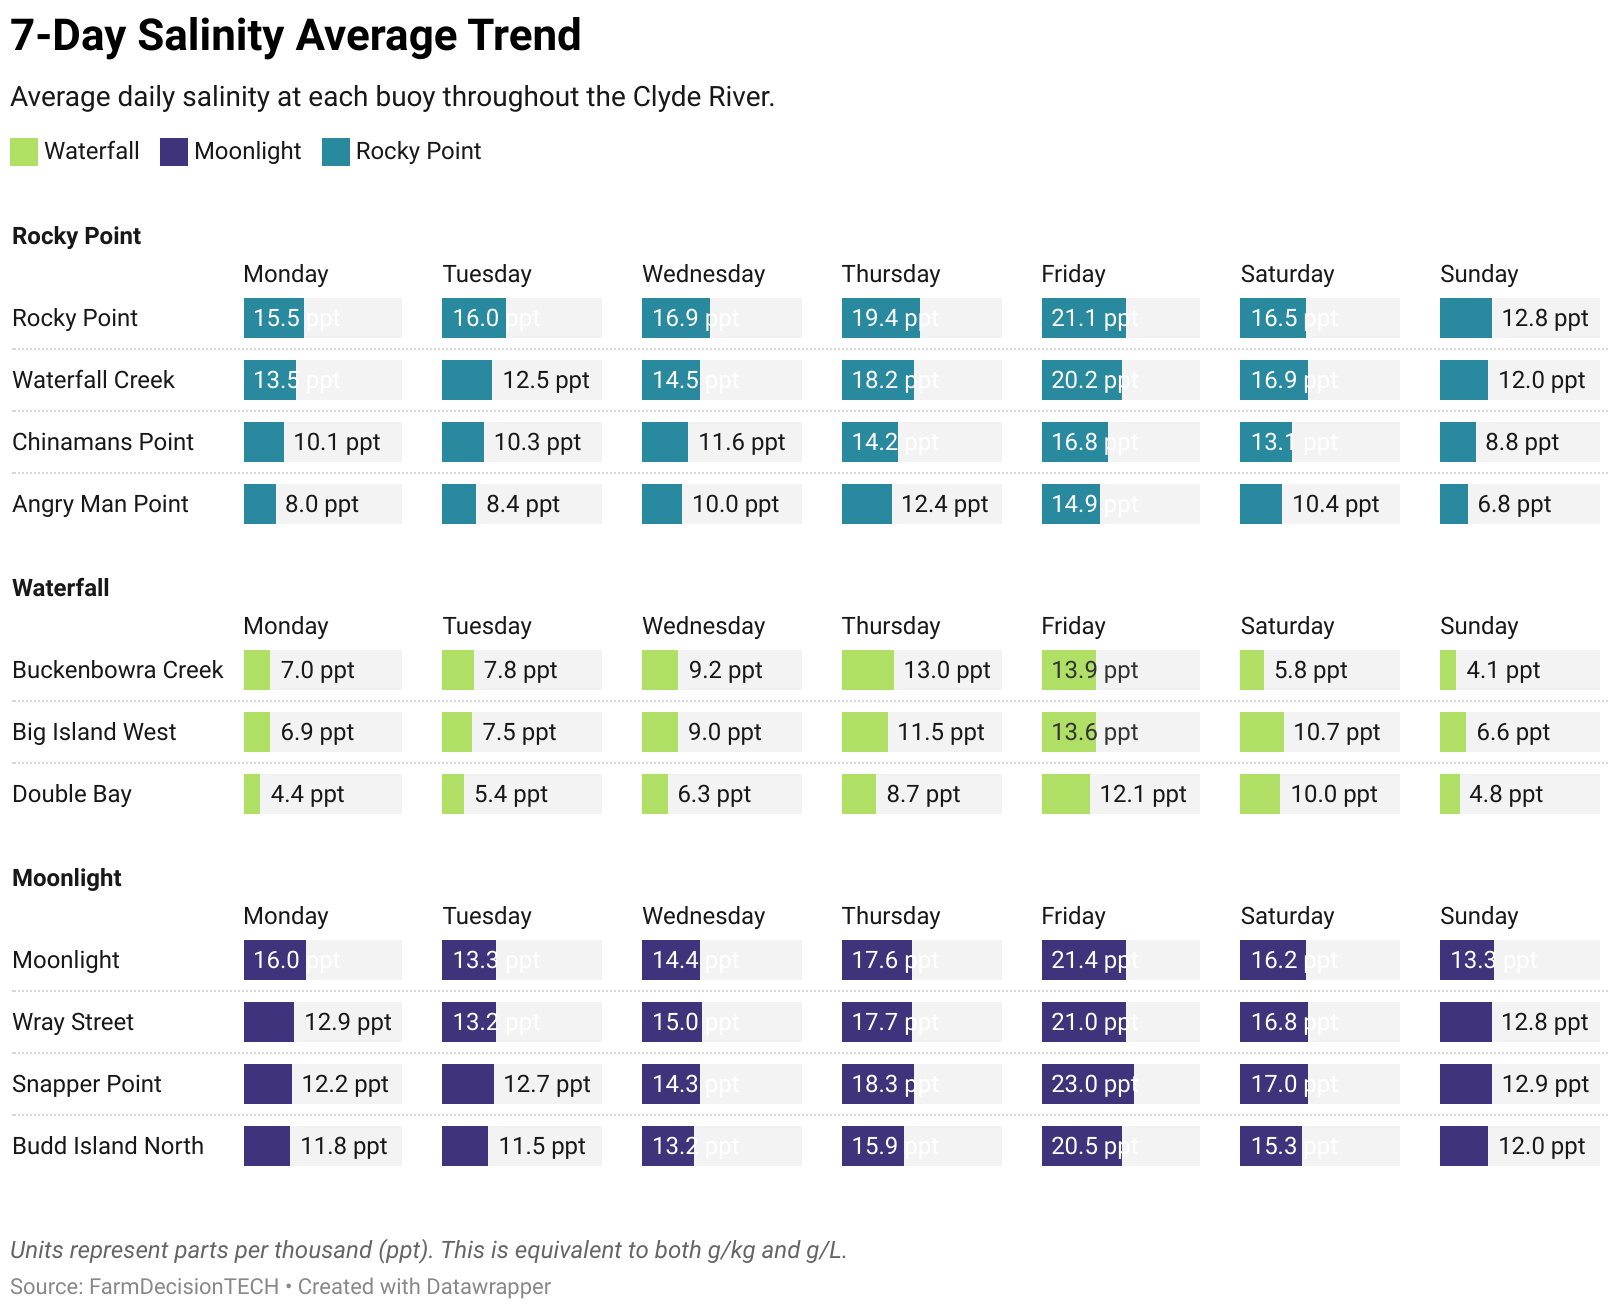 7-Day Salinity Average Trend
Average daily salinity at each buoy throughout the Clyde River.
Waterfall Moonlight Rocky Point
Rocky Point
Monday Tuesday Wednesday Thursday Friday Saturday Sunday
Rocky Point 15.5 ppt 16.0 ppt 16.9 ppt 19.4 ppt 21.1 ppt 16.5 ppt 12.8 ppt
Waterfall Creek 13.5 ppt 12.5 ppt 14.5 ppt 18.2 ppt 20.2 ppt 16.9 ppt 12.0 ppt
Chinamans Point 10.1 ppt 10.3 ppt 11.6 ppt 14.2 ppt 16.8 ppt 13.1 ppt 8.8 ppt
Angry Man Point 8.0 ppt 8.4 ppt 10.0 ppt 12.4 ppt 14.9 ppt 10.4 ppt 6.8 ppt
Waterfall
Monday Tuesday Wednesday Thursday Friday Saturday Sunday
Buckenbowra Creek 7.0 ppt 7.8 ppt 9.2 ppt 13.0 ppt 13.9 ppt 5.8 ppt 4.1 ppt
Big Island West 6.9 ppt 7.5 ppt 9.0 ppt 11.5 ppt 13.6 ppt 10.7 ppt 6.6 ppt
Double Bay 4.4 ppt 5.4 ppt 6.3 ppt 8.7 ppt 12.1 ppt 10.0 ppt 4.8 ppt
Moonlight
Monday Tuesday Wednesday Thursday Friday Saturday Sunday
Moonlight 16.0 ppt 13.3 ppt 14.4 ppt 17.6 ppt 21.4 ppt 16.2 ppt 13.3 ppt
Wray Street 12.9 ppt 13.2 ppt 15.0 ppt 17.7 ppt 21.0 ppt 16.8 ppt 12.8 ppt
Snapper Point 12.2 ppt 12.7 ppt 14.3 ppt 18.3 ppt 23.0 ppt 17.0 ppt 12.9 ppt
Budd Island North 11.8 ppt 11.5 ppt 13.2 ppt 15.9 ppt 20.5 ppt 15.3 ppt 12.0 ppt
Units represent parts per thousand (ppt). This is equivalent to both g/kg and g/L.
Source: FarmDecisionTECH • Created with Datawrapper